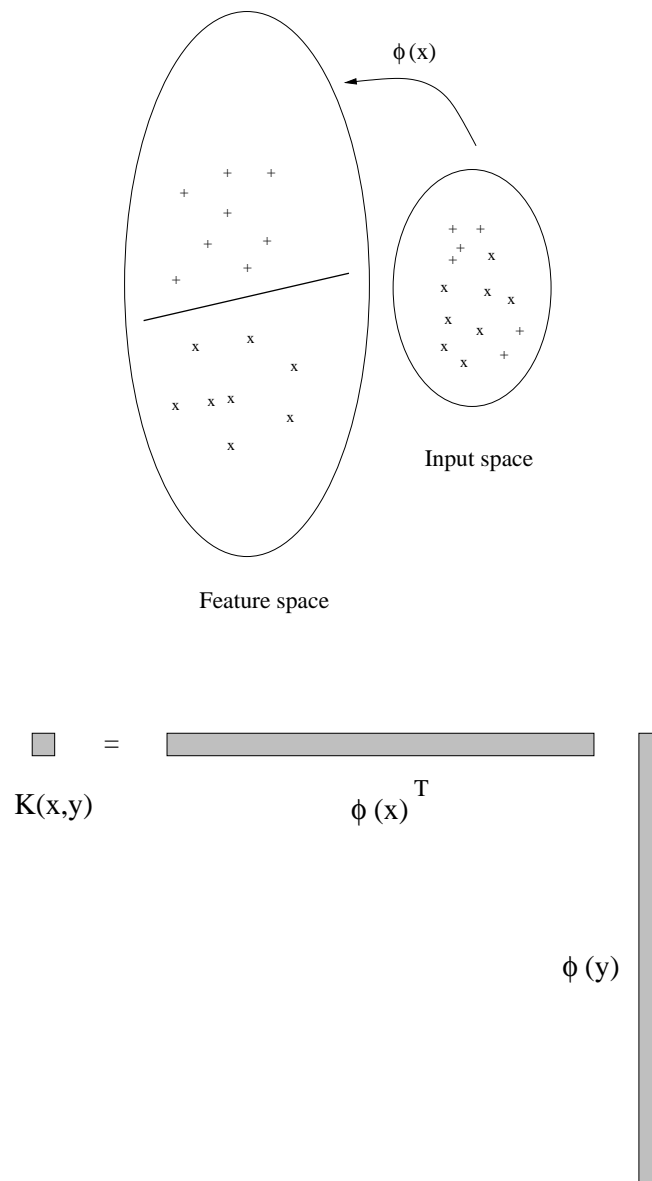 ϕ (x)
Input space
Feature space
=
K(x,y)
ϕ (x)ᵀ
ϕ (y)